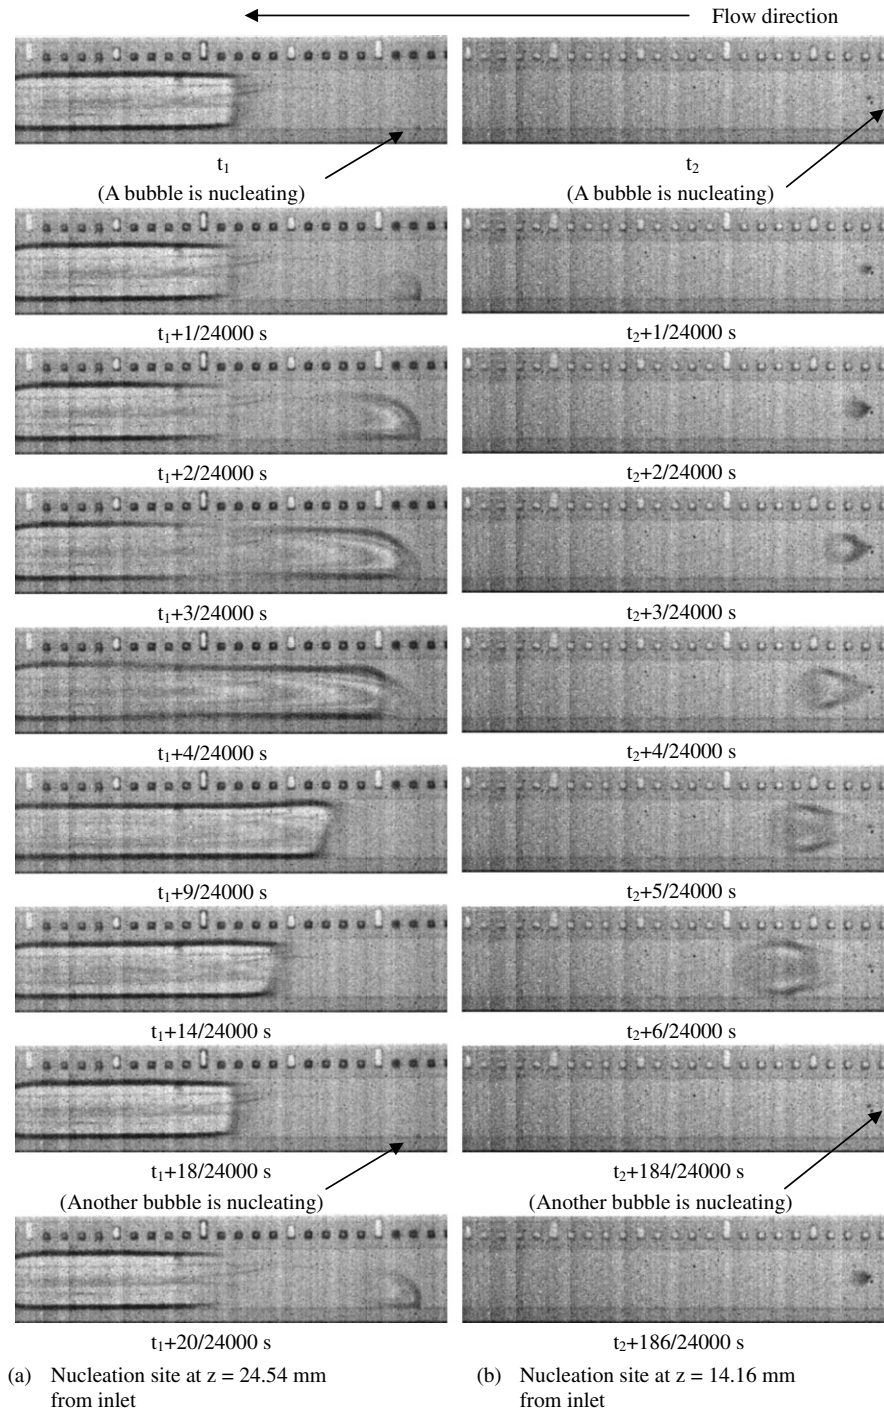 Flow direction
t₁ t₂
(A bubble is nucleating) (A bubble is nucleating)
t₁+1/24000 s t₂+1/24000 s
t₁+2/24000 s t₂+2/24000 s
t₁+3/24000 s t₂+3/24000 s
t₁+4/24000 s t₂+4/24000 s
t₁+9/24000 s t₂+5/24000 s
t₁+14/24000 s t₂+6/24000 s
t₁+18/24000 s t₂+184/24000 s
(Another bubble is nucleating) (Another bubble is nucleating)
t₁+20/24000 s t₂+186/24000 s
(a) Nucleation site at z = 24.54 mm
from inlet
(b) Nucleation site at z = 14.16 mm
from inlet